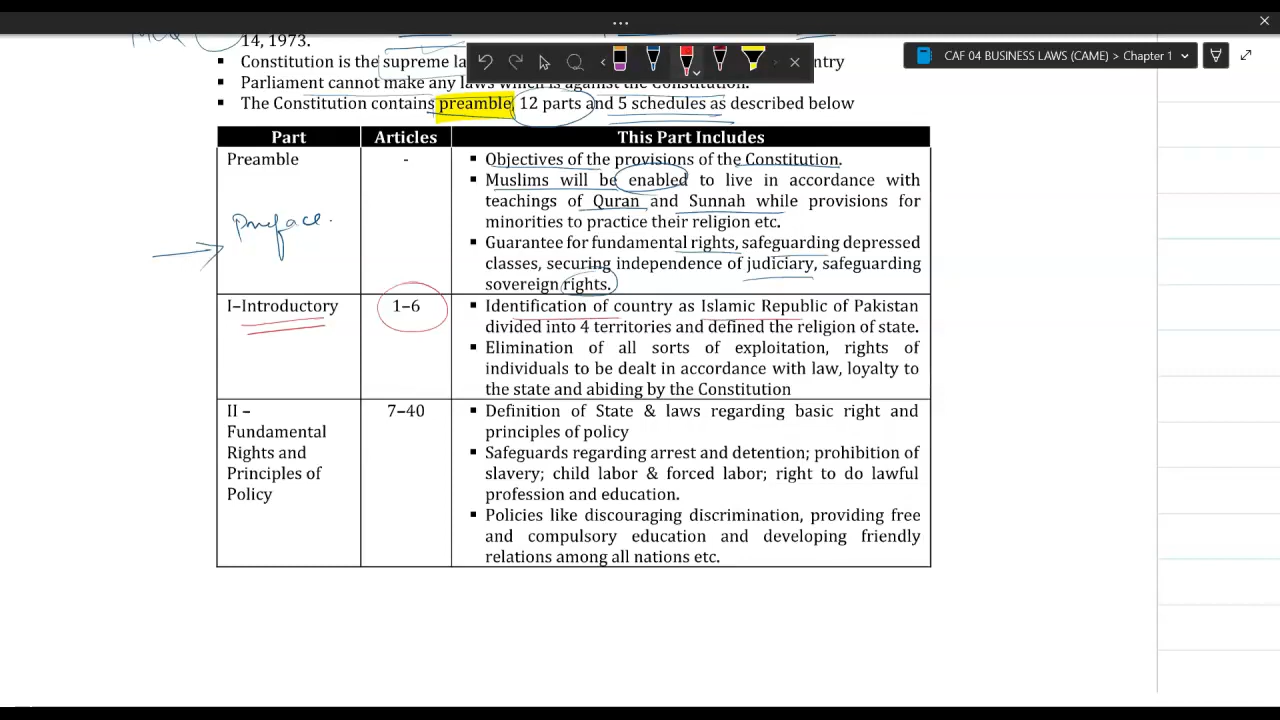 MCQ
14, 1973.
▪ Constitution is the supreme la
ntry
CAF 04 BUSINESS LAWS (CAME) > Chapter 1
▪ Parliament cannot make any laws which is against the Constitution.
▪ The Constitution contains preamble, 12 parts and 5 schedules as described below
Part Articles This Part Includes
Preamble - ▪ Objectives of the provisions of the Constitution.
▪ Muslims will be enabled to live in accordance with
teachings of Quran and Sunnah while provisions for
minorities to practice their religion etc.
Preface.
▪ Guarantee for fundamental rights, safeguarding depressed
classes, securing independence of judiciary, safeguarding
sovereign rights.
I–Introductory 1–6 ▪ Identification of country as Islamic Republic of Pakistan
divided into 4 territories and defined the religion of state.
▪ Elimination of all sorts of exploitation, rights of
individuals to be dealt in accordance with law, loyalty to
the state and abiding by the Constitution
II – 7–40 ▪ Definition of State & laws regarding basic right and
Fundamental principles of policy
Rights and ▪ Safeguards regarding arrest and detention; prohibition of
Principles of slavery; child labor & forced labor; right to do lawful
Policy profession and education.
▪ Policies like discouraging discrimination, providing free
and compulsory education and developing friendly
relations among all nations etc.